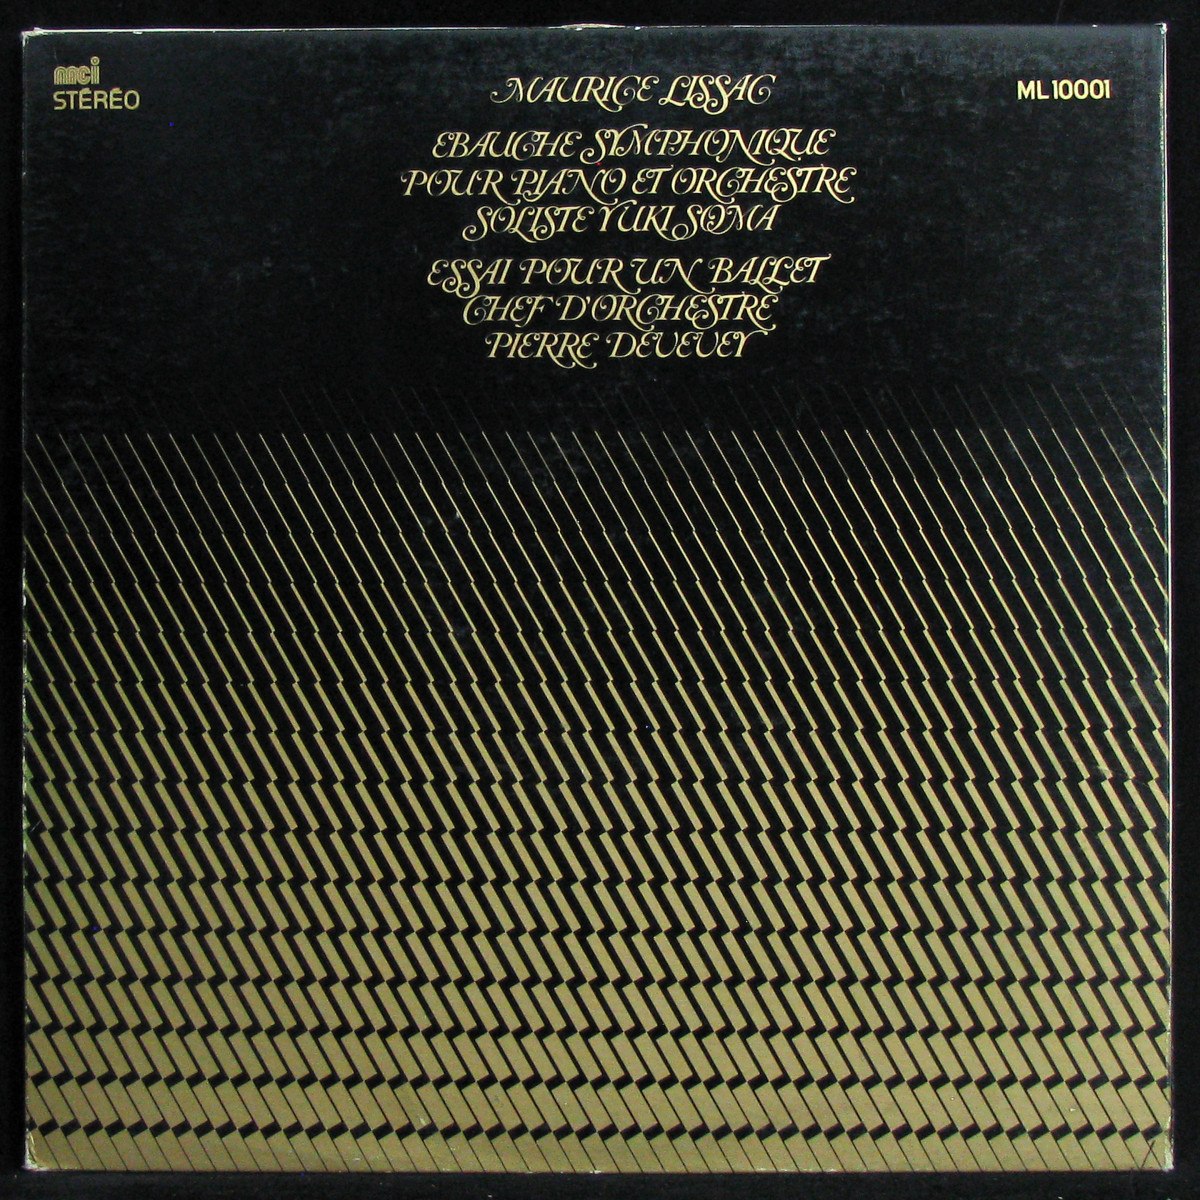 mci
STÉRÉO
ML 10001
MAURICE LISSAC
EBAUCHE SYMPHONIQUE
POUR PIANO ET ORCHESTRE
SOLISTE YUKI SOMA
ESSAI POUR UN BALLET
CHEF D'ORCHESTRE
PIERRE DEVEVEY